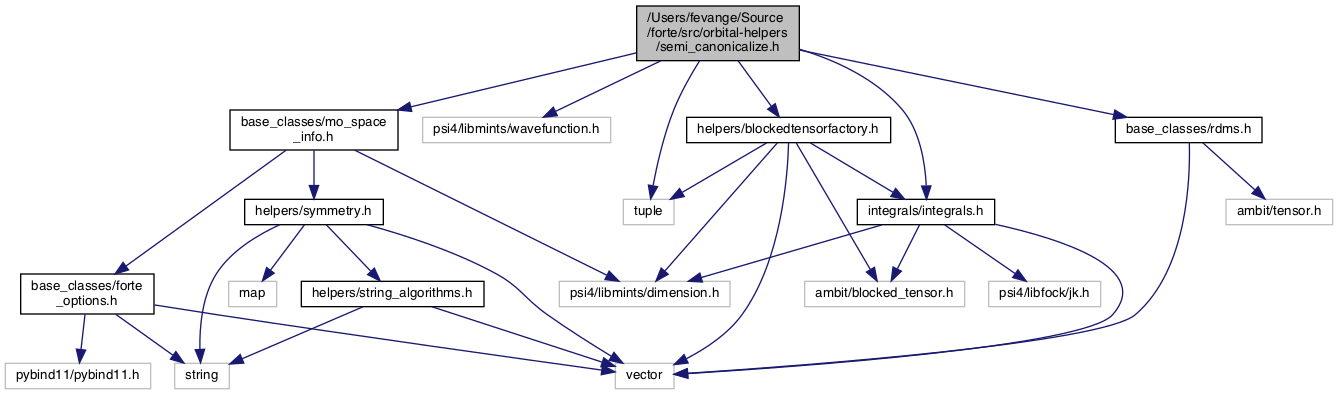 /Users/fevange/Source
/forte/src/orbital-helpers
/semi_canonicalize.h
base_classes/mo_space
_info.h
psi4/libmints/wavefunction.h
helpers/blockedtensorfactory.h
base_classes/rdms.h
helpers/symmetry.h
tuple
integrals/integrals.h
ambit/tensor.h
base_classes/forte
_options.h
map
helpers/string_algorithms.h
psi4/libmints/dimension.h
ambit/blocked_tensor.h
psi4/libfock/jk.h
pybind11/pybind11.h
string
vector